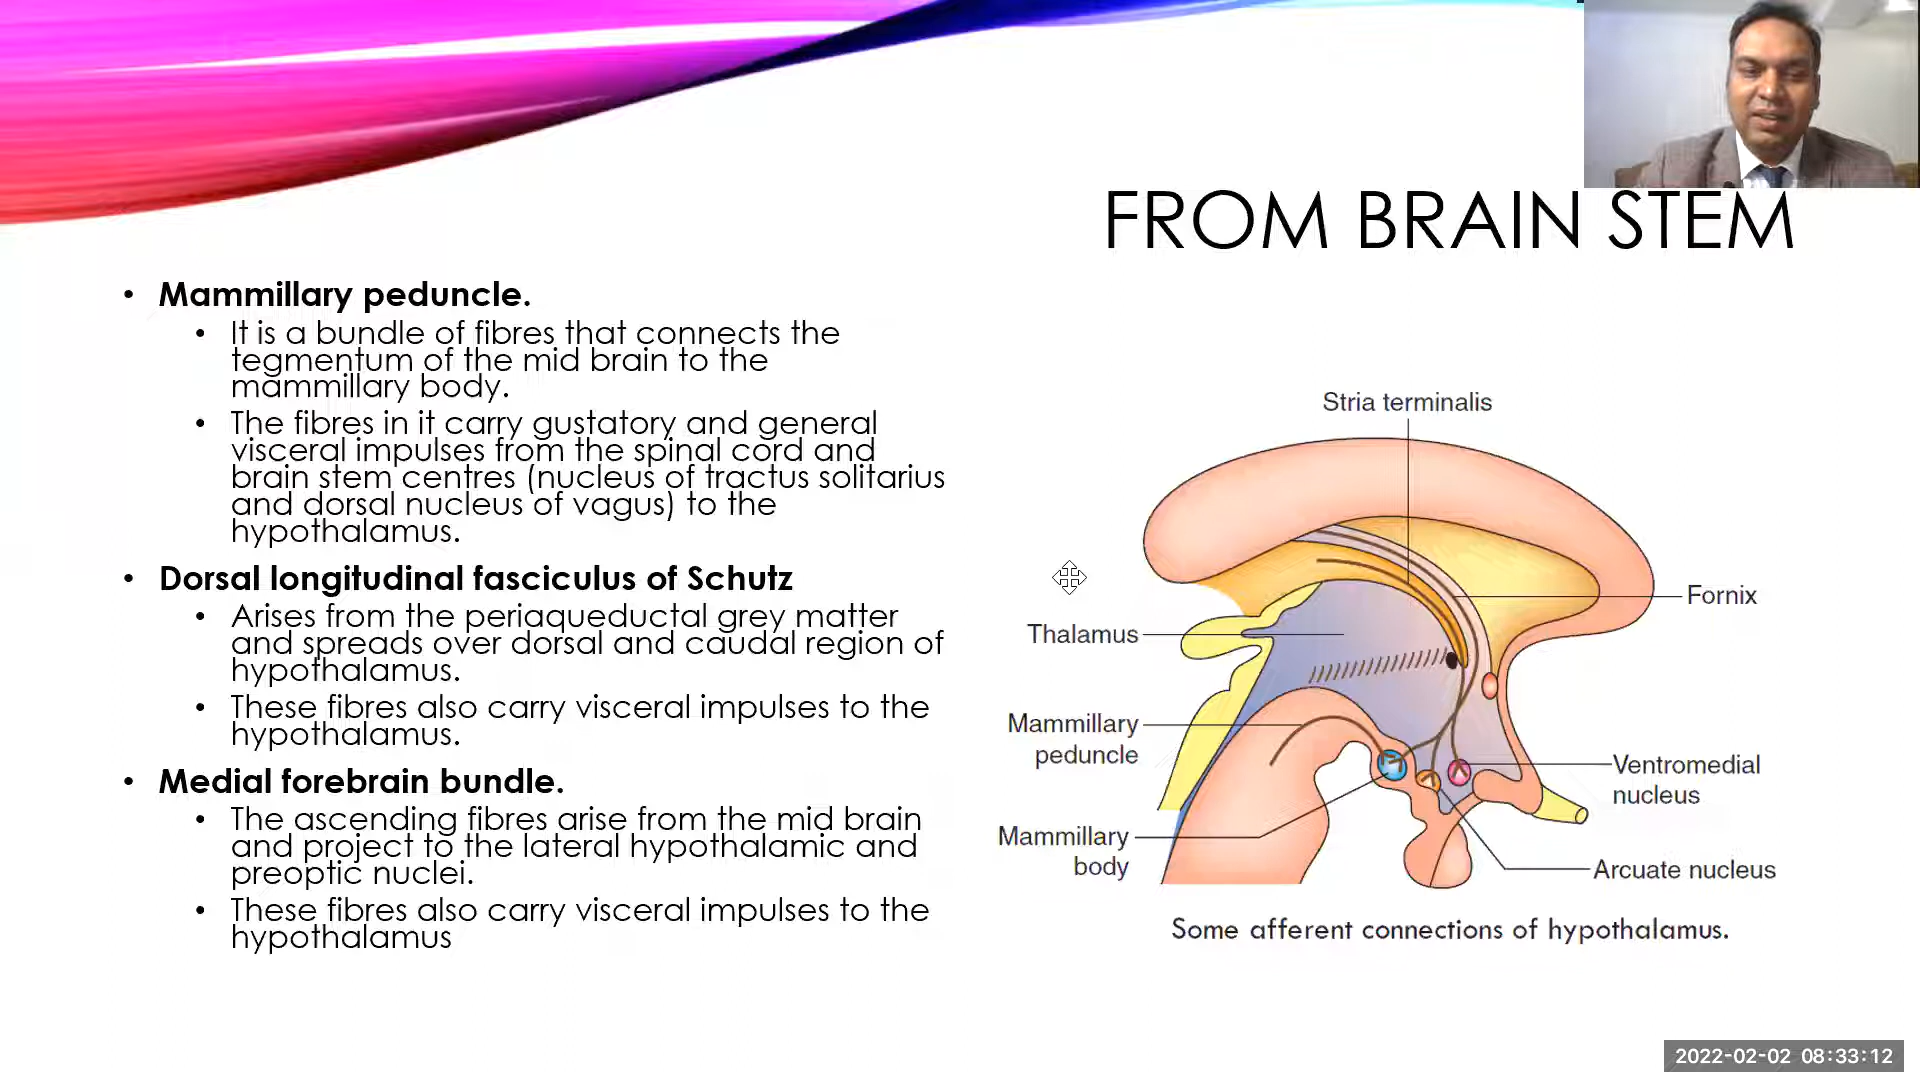 FROM BRAIN STEM
• Mammillary peduncle.
• It is a bundle of fibres that connects the
tegmentum of the mid brain to the
mammillary body.
• The fibres in it carry gustatory and general
visceral impulses from the spinal cord and
brain stem centres (nucleus of tractus solitarius
and dorsal nucleus of vagus) to the
hypothalamus.
• Dorsal longitudinal fasciculus of Schutz
• Arises from the periaqueductal grey matter
and spreads over dorsal and caudal region of
hypothalamus.
• These fibres also carry visceral impulses to the
hypothalamus.
• Medial forebrain bundle.
• The ascending fibres arise from the mid brain
and project to the lateral hypothalamic and
preoptic nuclei.
• These fibres also carry visceral impulses to the
hypothalamus
Stria terminalis
Fornix
Thalamus
Mammillary
peduncle
Ventromedial
nucleus
Mammillary
body
Arcuate nucleus
Some afferent connections of hypothalamus.
2022-02-02 08:33:12